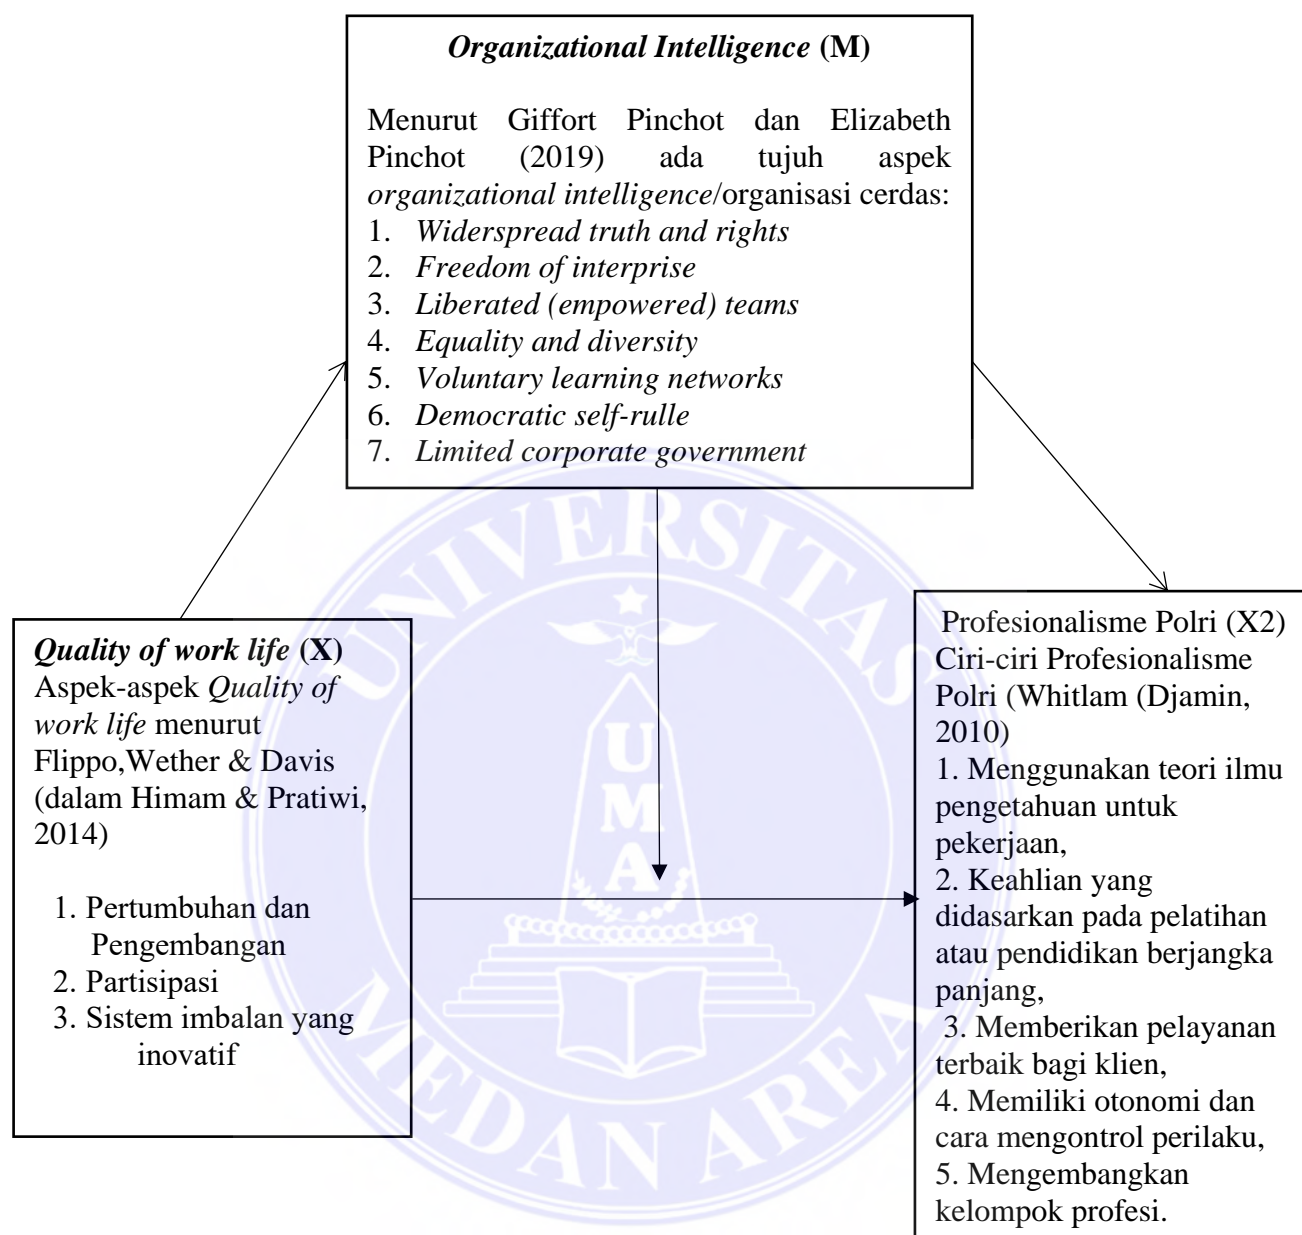 Organizational Intelligence (M)
Menurut Giffort Pinchot dan Elizabeth
Pinchot (2019) ada tujuh aspek
organizational intelligence/organisasi cerdas:
1. Widerspread truth and rights
2. Freedom of interprise
3. Liberated (empowered) teams
4. Equality and diversity
5. Voluntary learning networks
6. Democratic self-rulle
7. Limited corporate government
Quality of work life (X)
Aspek-aspek Quality of
work life menurut
Flippo,Wether & Davis
(dalam Himam & Pratiwi,
2014)
1. Pertumbuhan dan
Pengembangan
2. Partisipasi
3. Sistem imbalan yang
inovatif
Profesionalisme Polri (X2)
Ciri-ciri Profesionalisme
Polri (Whitlam (Djamin,
2010)
1. Menggunakan teori ilmu
pengetahuan untuk
pekerjaan,
2. Keahlian yang
didasarkan pada pelatihan
atau pendidikan berjangka
panjang,
3. Memberikan pelayanan
terbaik bagi klien,
4. Memiliki otonomi dan
cara mengontrol perilaku,
5. Mengembangkan
kelompok profesi.
UNIVERSITAS
UMA
MEDAN AREA